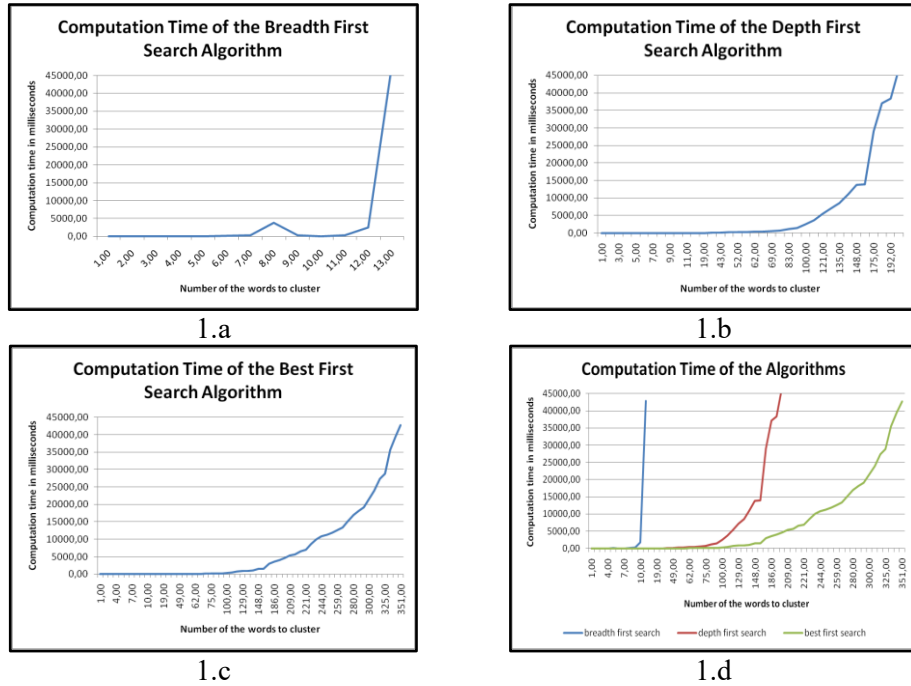 Computation Time of the Breadth First
Search Algorithm
Computation time in milliseconds
45000,00
40000,00
35000,00
30000,00
25000,00
20000,00
15000,00
10000,00
5000,00
0,00
1,00 2,00 3,00 4,00 5,00 6,00 7,00 8,00 9,00 10,00 11,00 12,00 13,00
Number of the words to cluster
1.a
Computation Time of the Depth First
Search Algorithm
Computation time in milliseconds
45000,00
40000,00
35000,00
30000,00
25000,00
20000,00
15000,00
10000,00
5000,00
0,00
1,00 3,00 5,00 7,00 9,00 11,00 19,00 43,00 52,00 62,00 69,00 83,00 100,00 121,00 135,00 148,00 175,00 192,00
Number of the words to cluster
1.b
Computation Time of the Best First
Search Algorithm
Computation time in milliseconds
45000,00
40000,00
35000,00
30000,00
25000,00
20000,00
15000,00
10000,00
5000,00
0,00
1,00 4,00 7,00 10,00 19,00 49,00 62,00 75,00 100,00 129,00 148,00 186,00 209,00 221,00 244,00 259,00 280,00 300,00 325,00 351,00
Number of the words to cluster
1.c
Computation Time of the Algorithms
Computation time in milliseconds
45000,00
40000,00
35000,00
30000,00
25000,00
20000,00
15000,00
10000,00
5000,00
0,00
1,00 4,00 7,00 10,00 19,00 49,00 62,00 75,00 100,00 129,00 148,00 186,00 209,00 221,00 244,00 259,00 280,00 300,00 325,00 351,00
Number of the words to cluster
breadth first search depth first search best first search
1.d